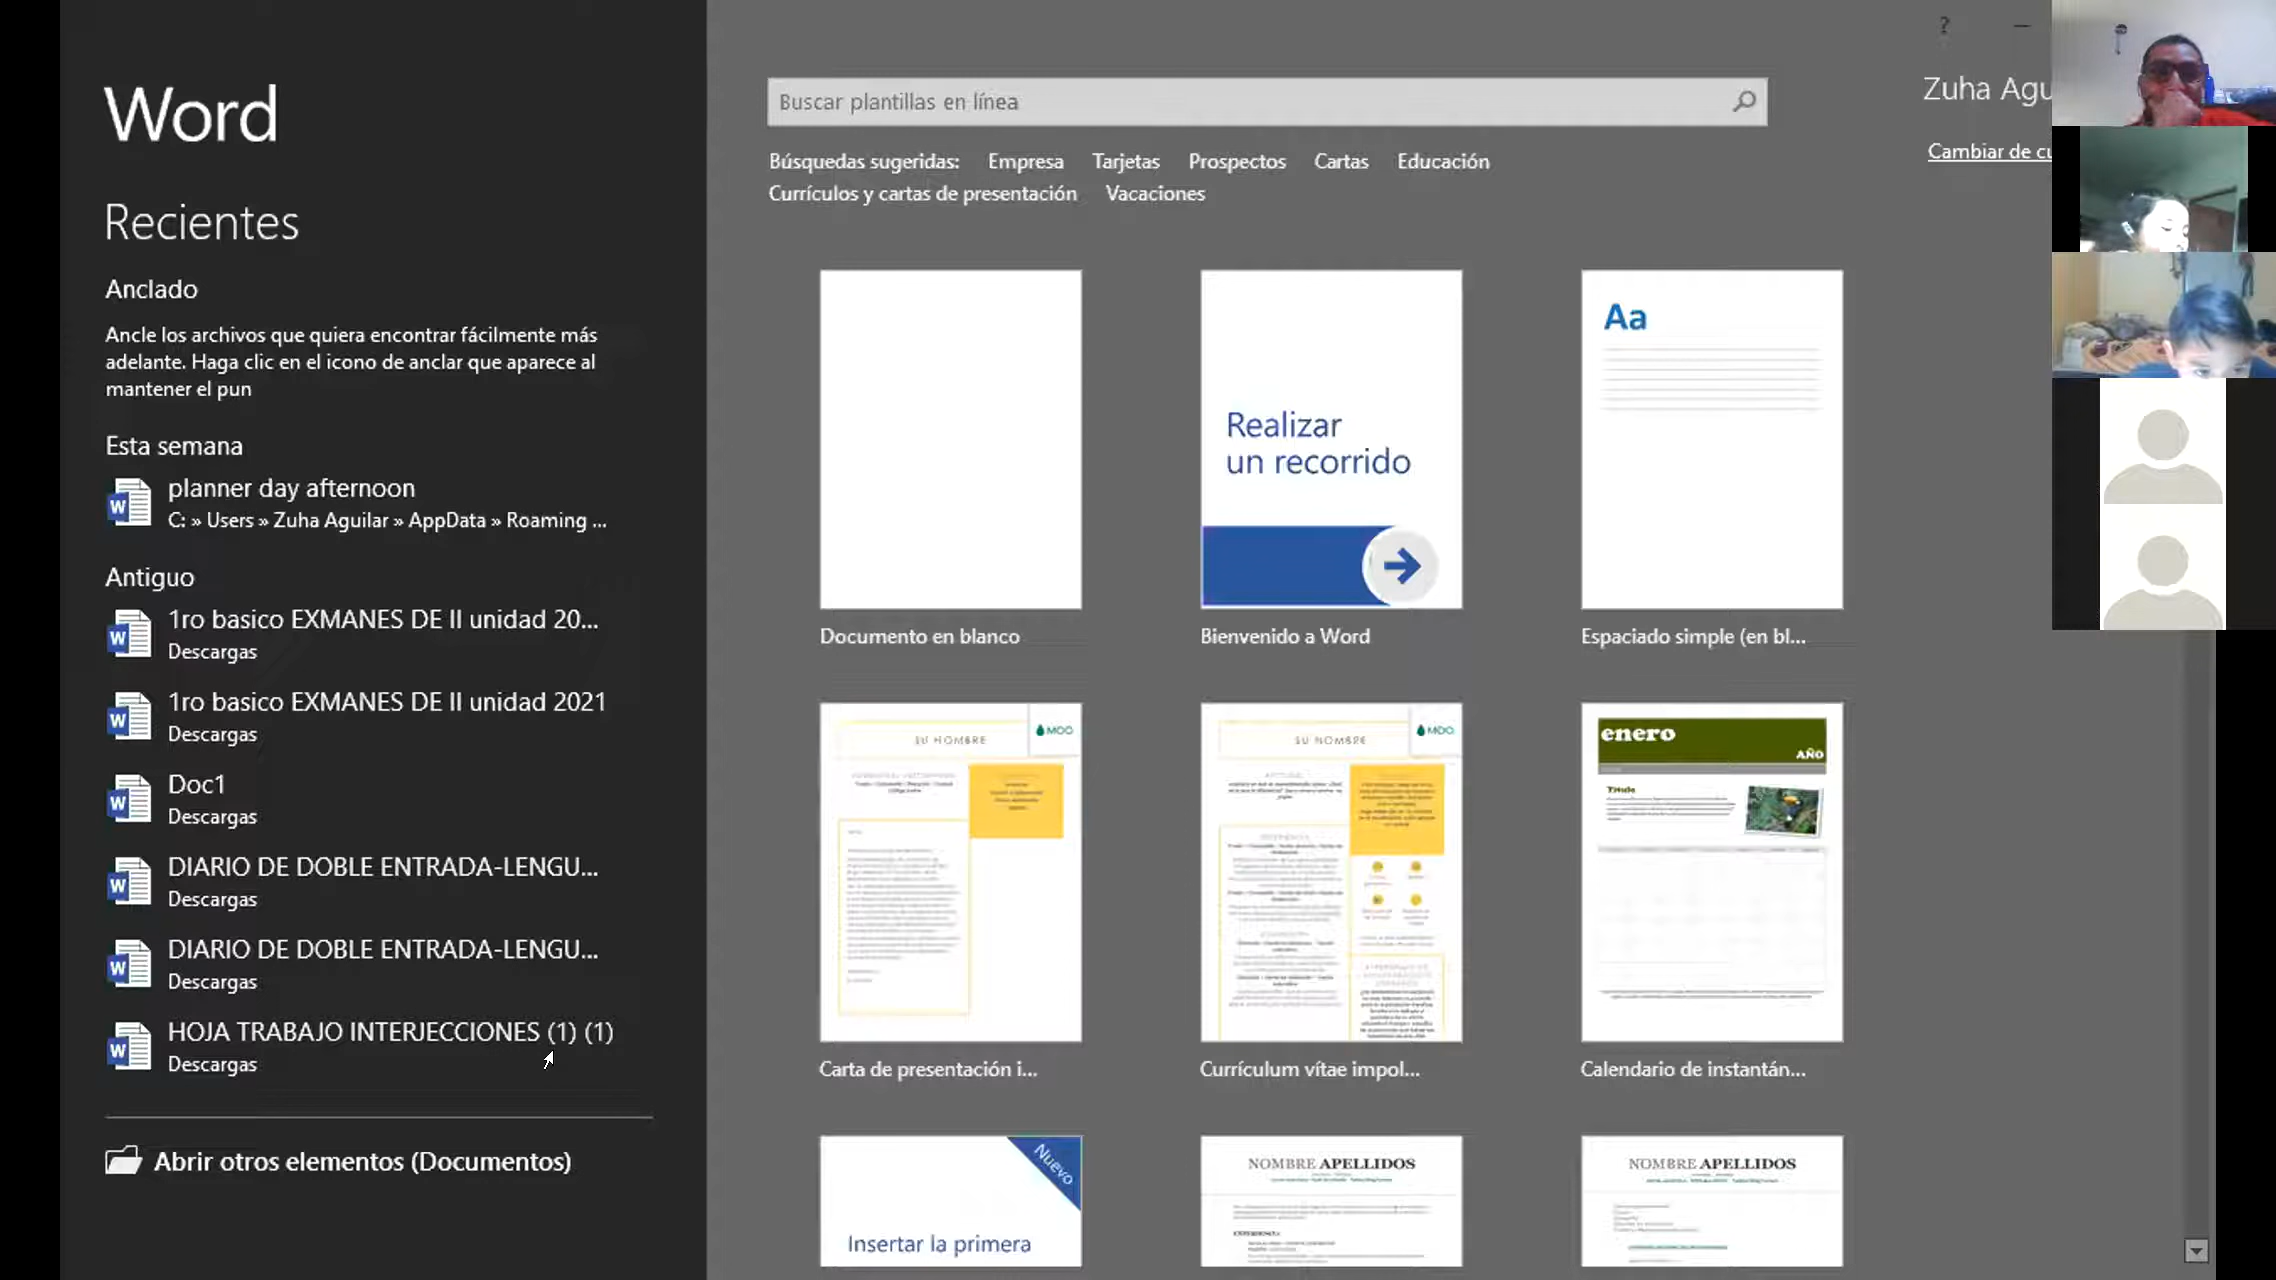 Word
Recientes
Anclado
Ancle los archivos que quiera encontrar fácilmente más
adelante. Haga clic en el icono de anclar que aparece al
mantener el pun
Esta semana
planner day afternoon
C: » Users » Zuha Aguilar » AppData » Roaming ...
Antiguo
1ro basico EXMANES DE II unidad 20...
Descargas
1ro basico EXMANES DE II unidad 2021
Descargas
Doc1
Descargas
DIARIO DE DOBLE ENTRADA-LENGU...
Descargas
DIARIO DE DOBLE ENTRADA-LENGU...
Descargas
HOJA TRABAJO INTERJECCIONES (1) (1)
Descargas
Abrir otros elementos (Documentos)
?
Zuha Agu
Cambiar de cu
Buscar plantillas en línea
Búsquedas sugeridas: Empresa Tarjetas Prospectos Cartas Educación
Currículos y cartas de presentación Vacaciones
Aa
Realizar
un recorrido
Documento en blanco
Bienvenido a Word
Espaciado simple (en bl...
SU NOMBRE
MOO
SU NOMBRE
MOO
enero
AÑO
Título
Carta de presentación i...
Currículum vítae impol...
Calendario de instantán...
Nuevo
Insertar la primera
NOMBRE APELLIDOS
EXPERIENCIA
NOMBRE APELLIDOS